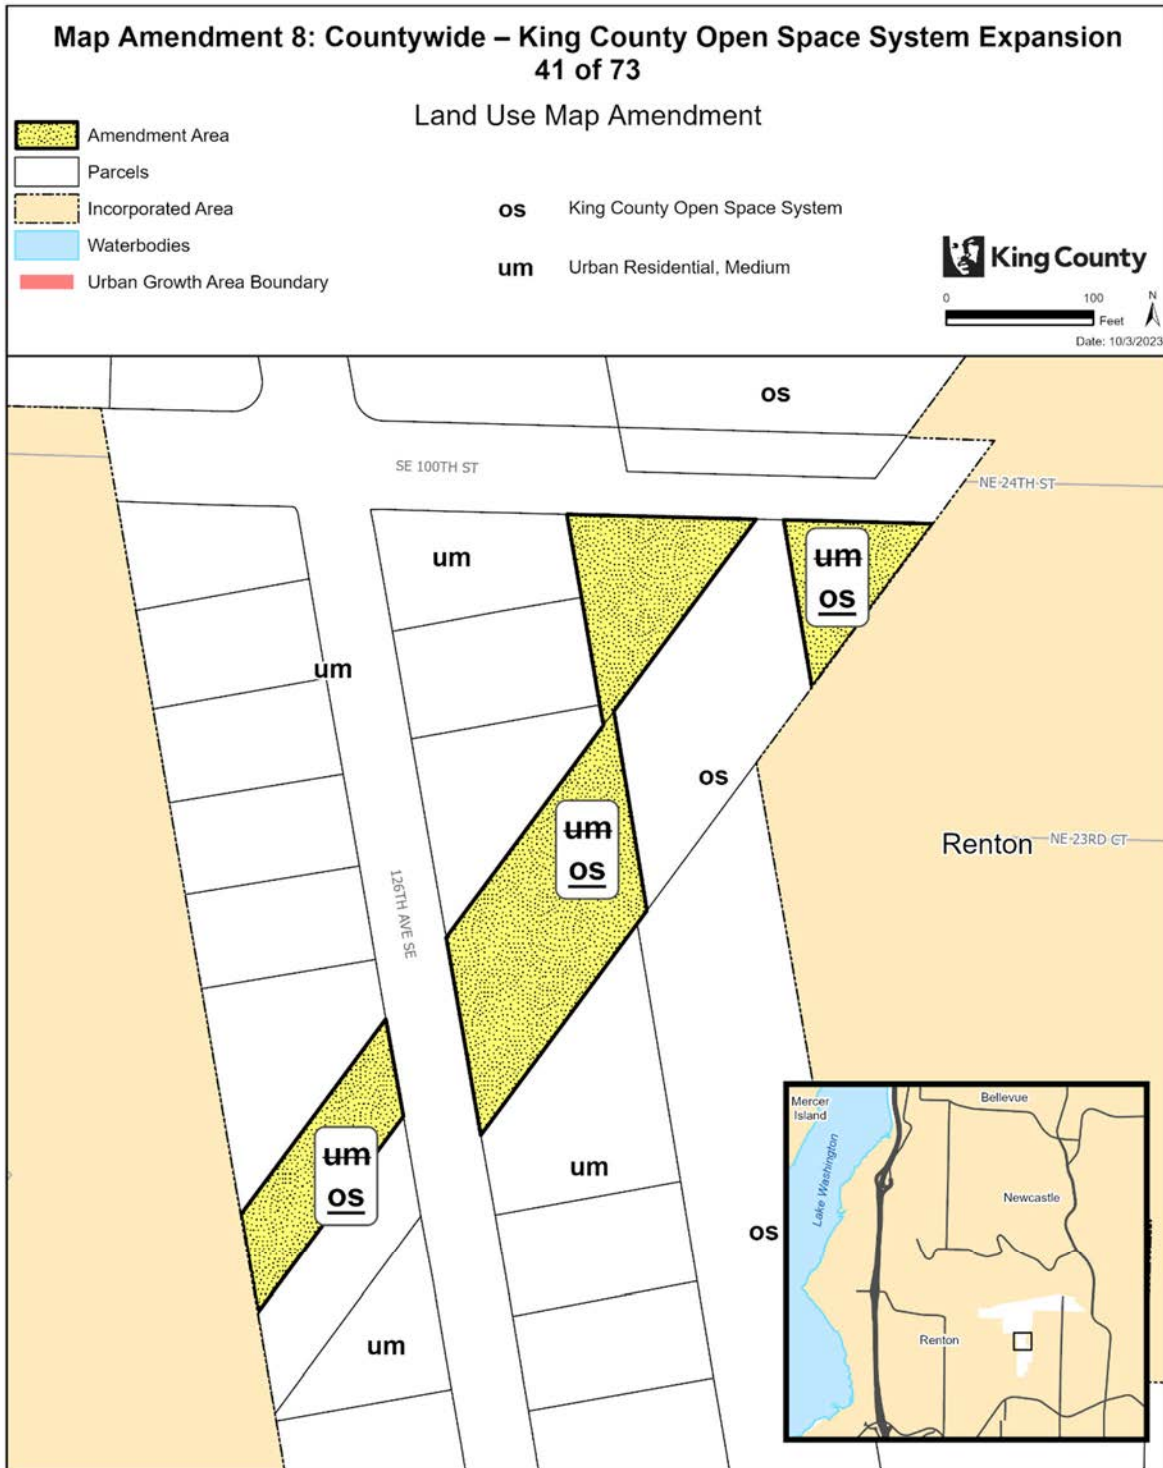 Map Amendment 8: Countywide – King County Open Space System Expansion
41 of 73
Land Use Map Amendment
Amendment Area
Parcels
Incorporated Area
Waterbodies
Urban Growth Area Boundary
os King County Open Space System
um Urban Residential, Medium
King County
0 100
Feet
N
Date: 10/3/2023
os
SE 100TH ST
NE 24TH ST
um
um
os
um
os
um
os
Renton
NE 23RD CT
126TH AVE SE
um
os
um
os
um
os
um
Mercer
Island
Bellevue
Lake Washington
Newcastle
Renton